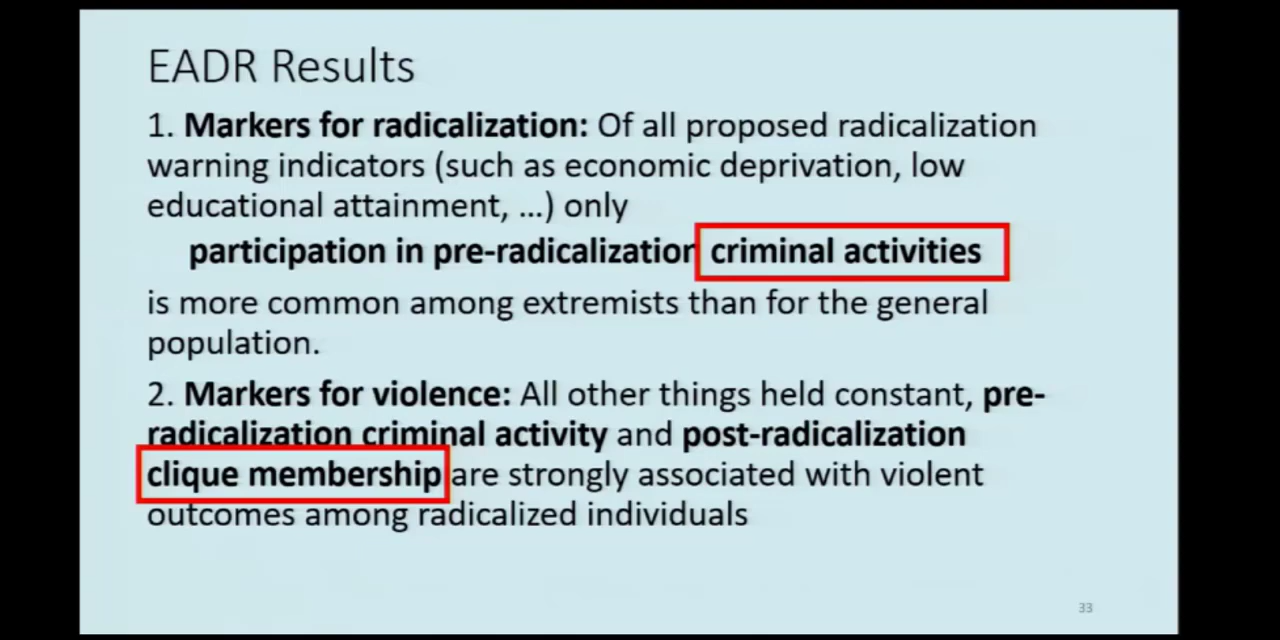 EADR Results
1. Markers for radicalization: Of all proposed radicalization
warning indicators (such as economic deprivation, low
educational attainment, ...) only
participation in pre-radicalization criminal activities
is more common among extremists than for the general
population.
2. Markers for violence: All other things held constant, pre-
radicalization criminal activity and post-radicalization
clique membership are strongly associated with violent
outcomes among radicalized individuals
33